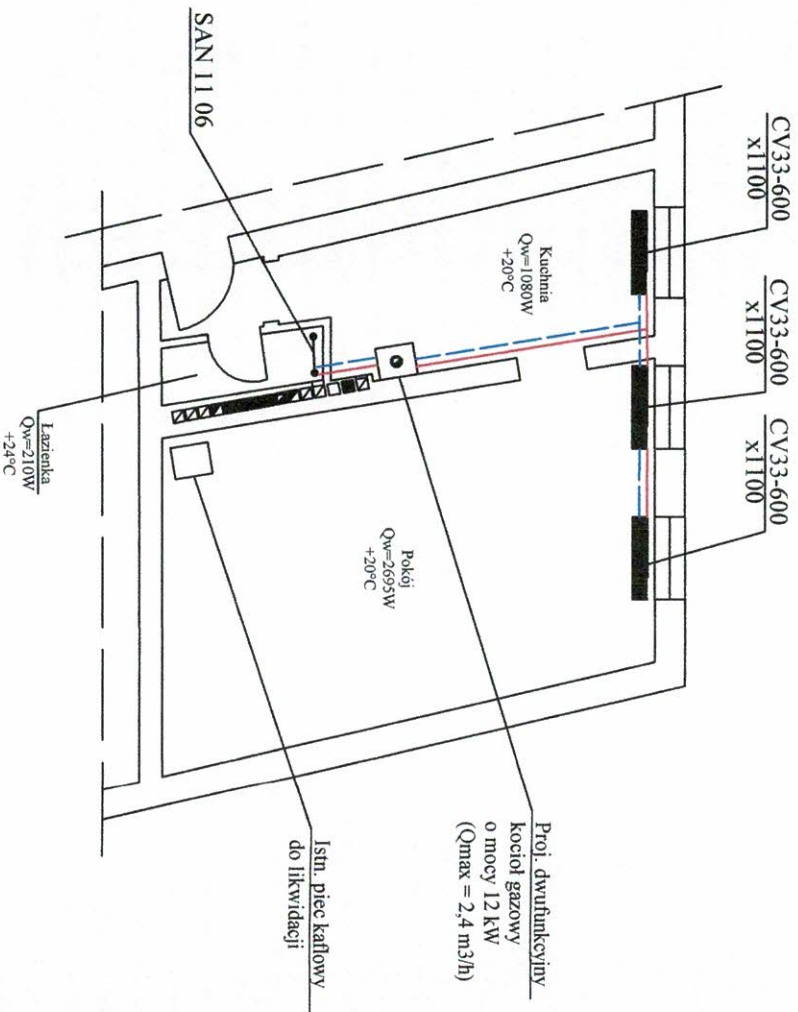 CV33-600
x1100
CV33-600
x1100
CV33-600
x1100
SAN 11 06
Kuchnia
Qw=1080W
+20°C
Pokój
Qw=2695W
+20°C
Łazienka
Qw=210W
+24°C
Proj. dwufunkcyjny
kocioł gazowy
o mocy 12 kW
(Qmax = 2,4 m3/h)
Istn. piec kaflowy
do likwidacji